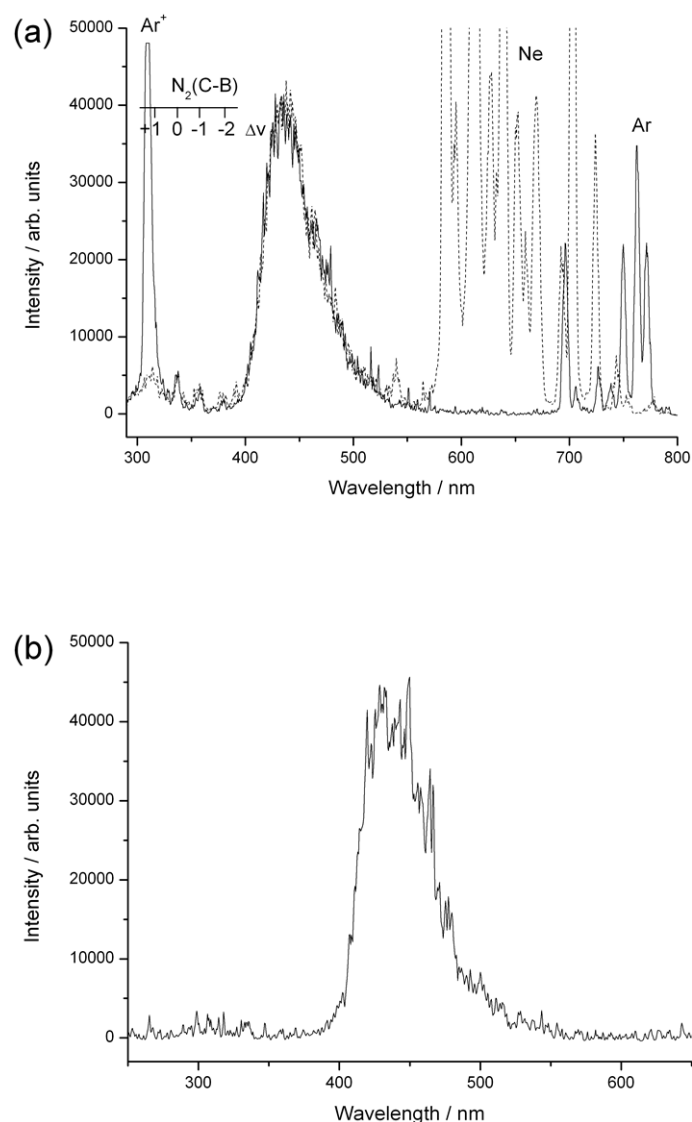 (a)
50000
40000
30000
20000
10000
0
Intensity / arb. units
Ar⁺
N₂(C-B)
+1 0 -1 -2 Δv
Ne
Ar
300 400 500 600 700 800
Wavelength / nm
(b)
50000
40000
30000
20000
10000
0
Intensity / arb. units
300 400 500 600
Wavelength / nm